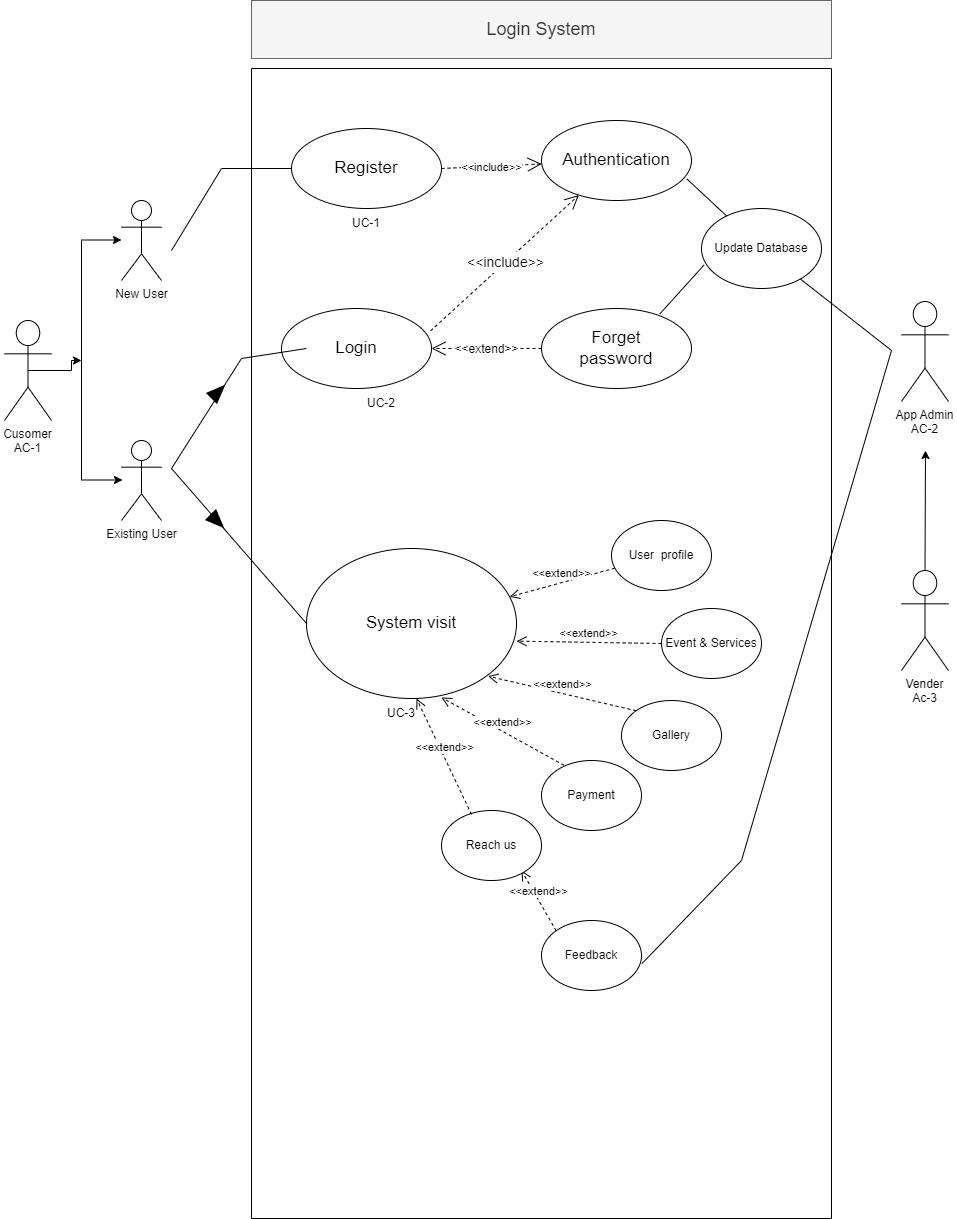 Login System
Register
<<include>>
Authentication
UC-1
New User
Update Database
<<include>>
Login
<<extend>>
Forget
password
UC-2
Cusomer
AC-1
App Admin
AC-2
Existing User
User  profile
<<extend>>
System visit
<<extend>>
Event & Services
<<extend>>
Vender
Ac-3
UC-3
<<extend>>
Gallery
<<extend>>
Payment
Reach us
<<extend>>
Feedback